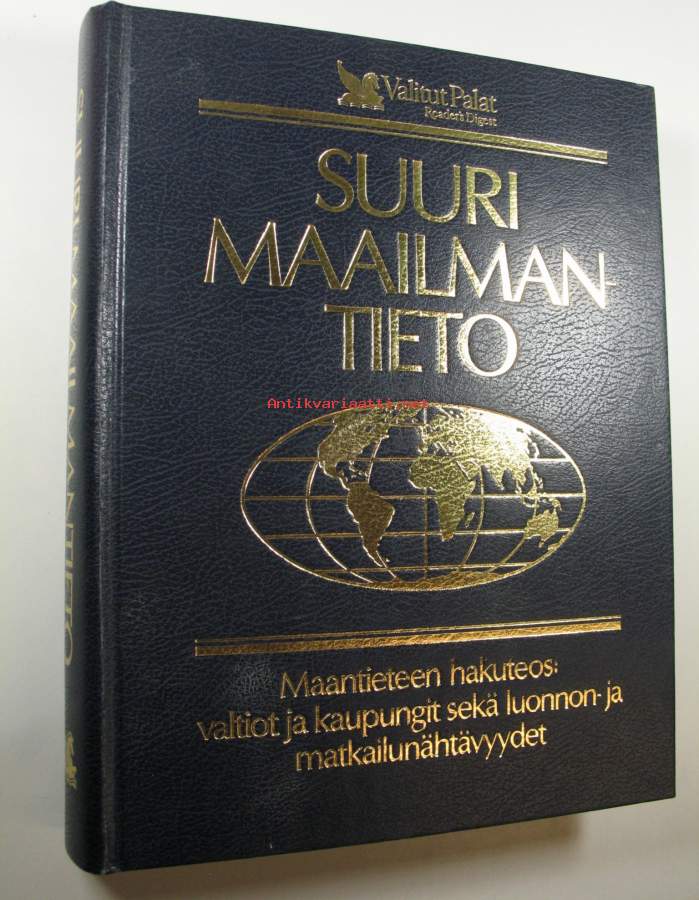 Valitut Palat
Reader's Digest
SUURI
MAAILMAN-
TIETO
Antikvariaatti.net
Maantieteen hakuteos:
valtiot ja kaupungit sekä luonnon- ja
matkailunähtävyydet
SUURI MAAILMANTIETO